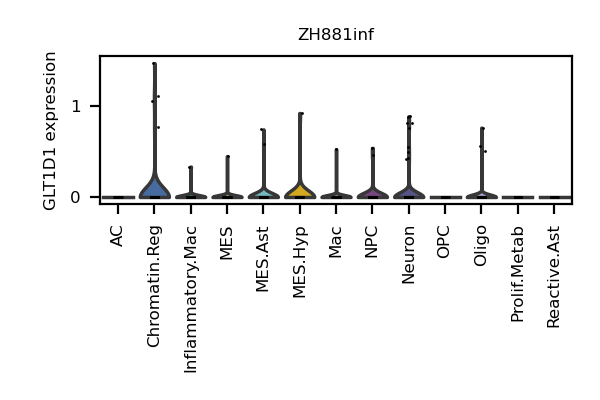 ZH881inf
GLT1D1 expression
1
0
AC
Chromatin.Reg
Inflammatory.Mac
MES
MES.Ast
MES.Hyp
Mac
NPC
Neuron
OPC
Oligo
Prolif.Metab
Reactive.Ast